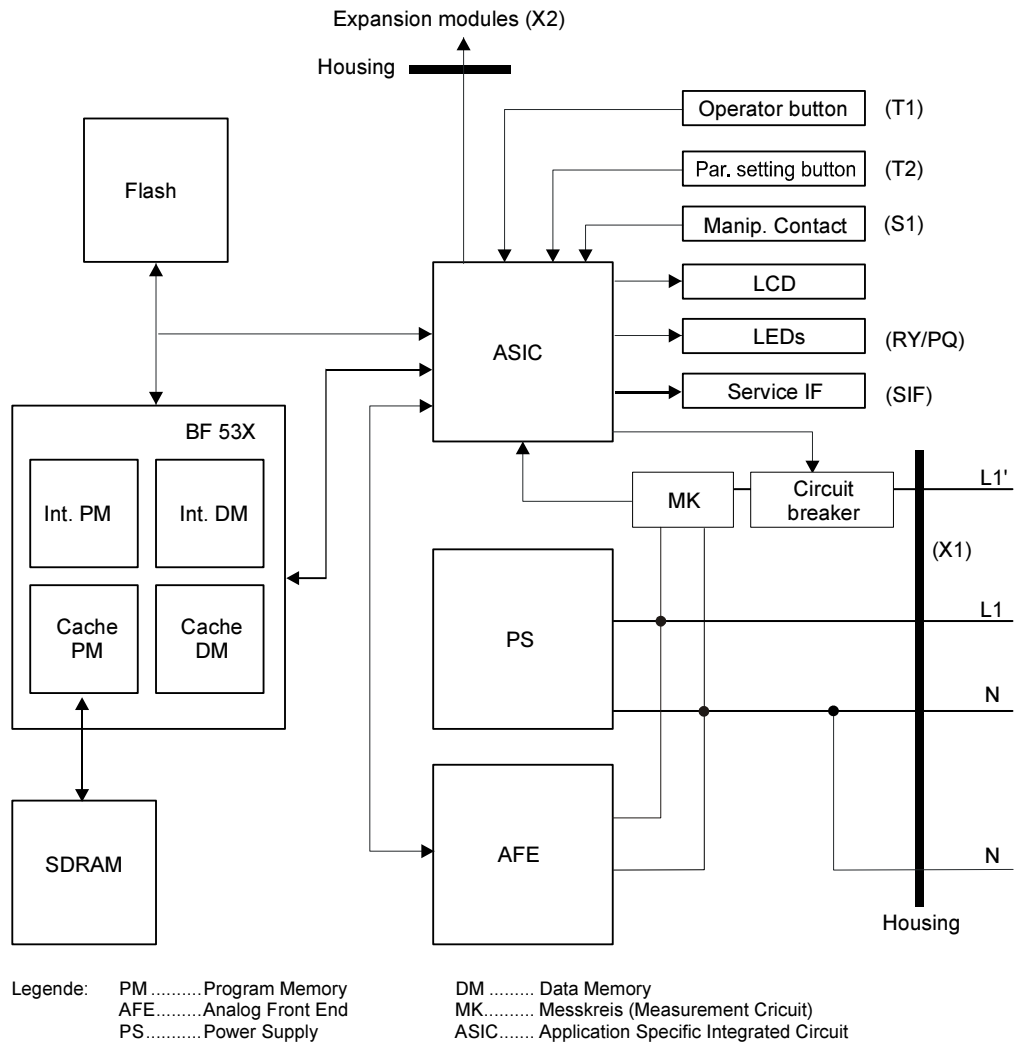 Expansion modules (X2)
Housing
Operator button (T1)
Flash
Par. setting button (T2)
Manip. Contact (S1)
LCD
ASIC
LEDs (RY/PQ)
Service IF (SIF)
BF 53X
L1'
MK
Circuit
breaker
Int. PM
Int. DM
(X1)
Cache
PM
Cache
DM
PS
L1
N
SDRAM
AFE
N
Housing
Legende: PM..........Program Memory DM ......... Data Memory
AFE.........Analog Front End MK.......... Messkreis (Measurement Cricuit)
PS...........Power Supply ASIC....... Application Specific Integrated Circuit